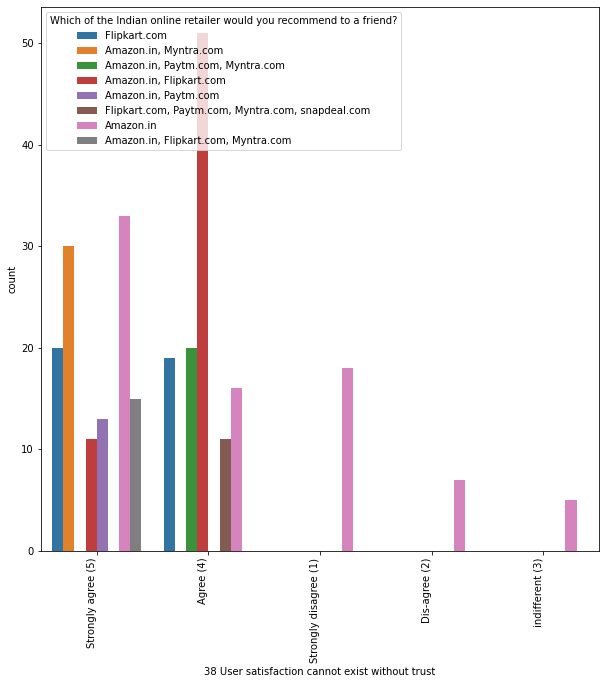 Which of the Indian online retailer would you recommend to a friend?
Flipkart.com
Amazon.in, Myntra.com
Amazon.in, Paytm.com, Myntra.com
Amazon.in, Flipkart.com
Amazon.in, Paytm.com
Flipkart.com, Paytm.com, Myntra.com, snapdeal.com
Amazon.in
Amazon.in, Flipkart.com, Myntra.com
50
40
30
20
10
0
count
Strongly agree (5)
Agree (4)
Strongly disagree (1)
Dis-agree (2)
indifferent (3)
38 User satisfaction cannot exist without trust